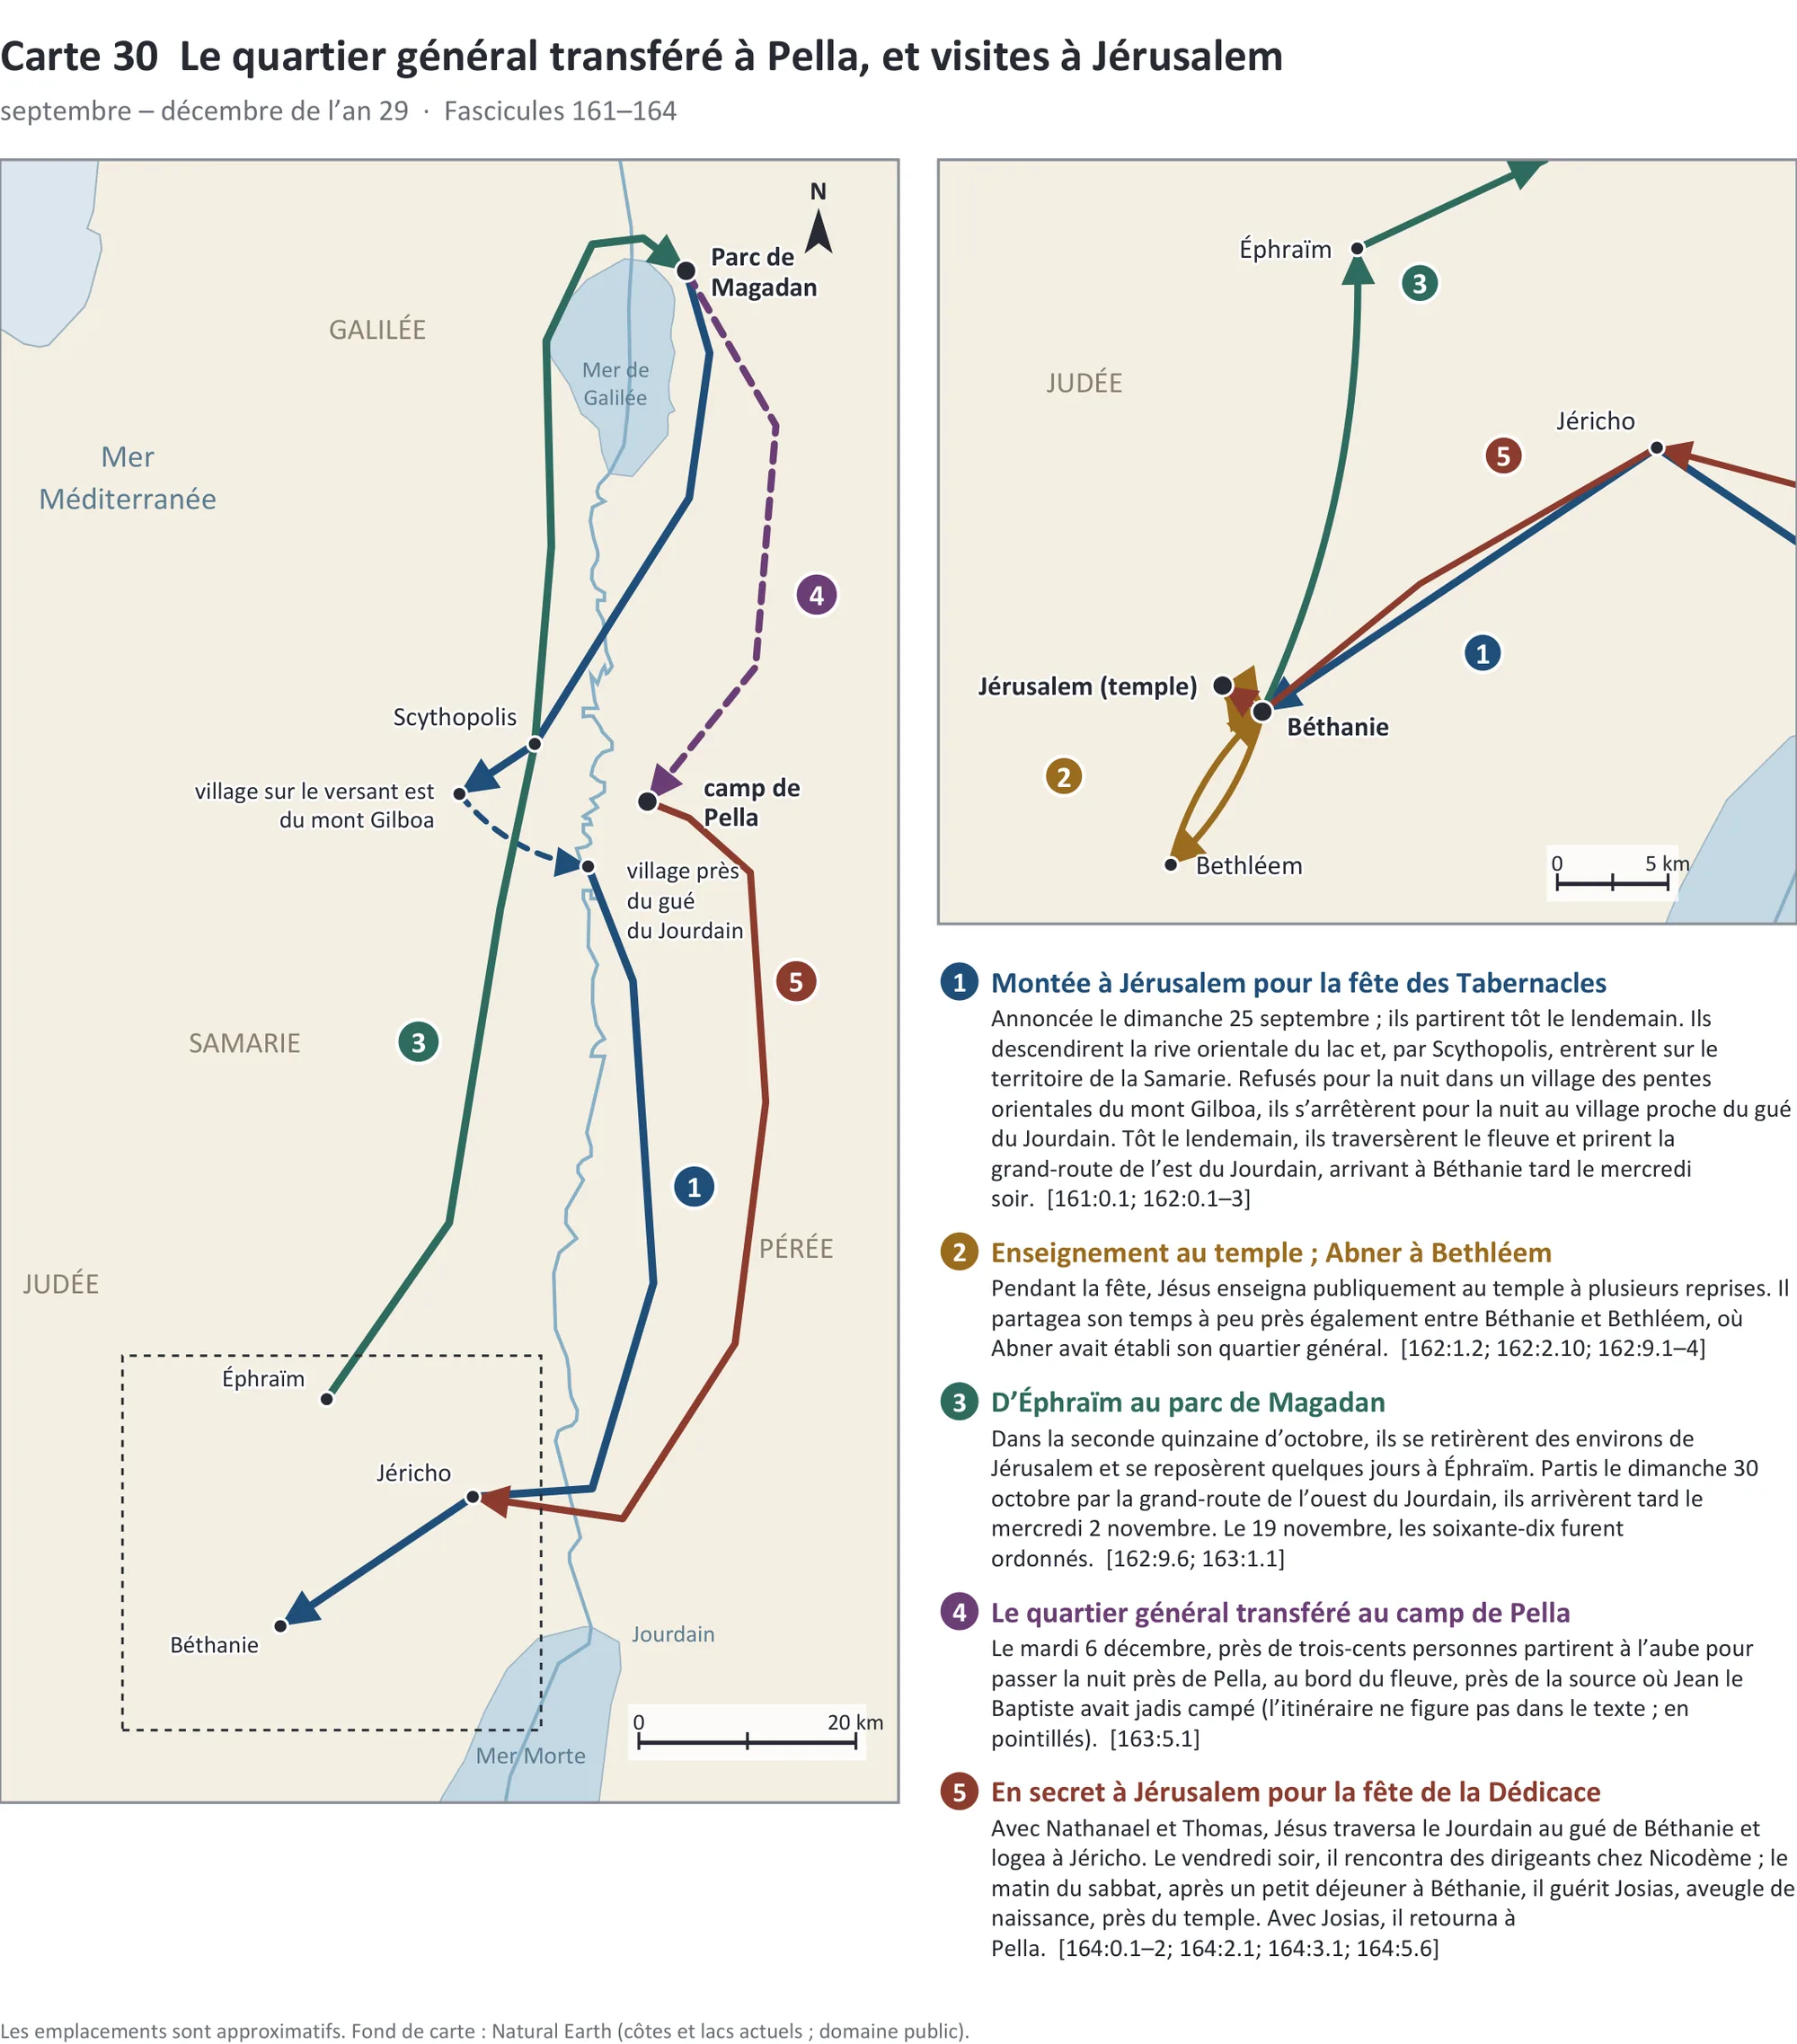 Carte 30  Le quartier général transféré à Pella, et visites à Jérusalem
septembre – décembre de l’an 29  ·  Fascicules 161–164
N
Parc de
Magadan
GALILÉE
Mer de
Galilée
Mer
Méditerranée
4
Scythopolis
village sur le versant est
du mont Gilboa
camp de
Pella
village près
du gué
du Jourdain
5
SAMARIE
3
1
PÉRÉE
JUDÉE
Éphraïm
Jéricho
Béthanie
Jourdain
0
20 km
Mer Morte
Éphraïm
3
JUDÉE
Jéricho
5
1
Jérusalem (temple)
Béthanie
2
Bethléem
0
5 km
1 Montée à Jérusalem pour la fête des Tabernacles
Annoncée le dimanche 25 septembre ; ils partirent tôt le lendemain. Ils
descendirent la rive orientale du lac et, par Scythopolis, entrèrent sur le
territoire de la Samarie. Refusés pour la nuit dans un village des pentes
orientales du mont Gilboa, ils s’arrêtèrent pour la nuit au village proche du gué
du Jourdain. Tôt le lendemain, ils traversèrent le fleuve et prirent la
grand-route de l’est du Jourdain, arrivant à Béthanie tard le mercredi
soir.  [161:0.1; 162:0.1–3]
2 Enseignement au temple ; Abner à Bethléem
Pendant la fête, Jésus enseigna publiquement au temple à plusieurs reprises. Il
partagea son temps à peu près également entre Béthanie et Bethléem, où
Abner avait établi son quartier général.  [162:1.2; 162:2.10; 162:9.1–4]
3 D’Éphraïm au parc de Magadan
Dans la seconde quinzaine d’octobre, ils se retirèrent des environs de
Jérusalem et se reposèrent quelques jours à Éphraïm. Partis le dimanche 30
octobre par la grand-route de l’ouest du Jourdain, ils arrivèrent tard le
mercredi 2 novembre. Le 19 novembre, les soixante-dix furent
ordonnés.  [162:9.6; 163:1.1]
4 Le quartier général transféré au camp de Pella
Le mardi 6 décembre, près de trois-cents personnes partirent à l’aube pour
passer la nuit près de Pella, au bord du fleuve, près de la source où Jean le
Baptiste avait jadis campé (l’itinéraire ne figure pas dans le texte ; en
pointillés).  [163:5.1]
5 En secret à Jérusalem pour la fête de la Dédicace
Avec Nathanael et Thomas, Jésus traversa le Jourdain au gué de Béthanie et
logea à Jéricho. Le vendredi soir, il rencontra des dirigeants chez Nicodème ; le
matin du sabbat, après un petit déjeuner à Béthanie, il guérit Josias, aveugle de
naissance, près du temple. Avec Josias, il retourna à
Pella.  [164:0.1–2; 164:2.1; 164:3.1; 164:5.6]
Les emplacements sont approximatifs. Fond de carte : Natural Earth (côtes et lacs actuels ; domaine public).